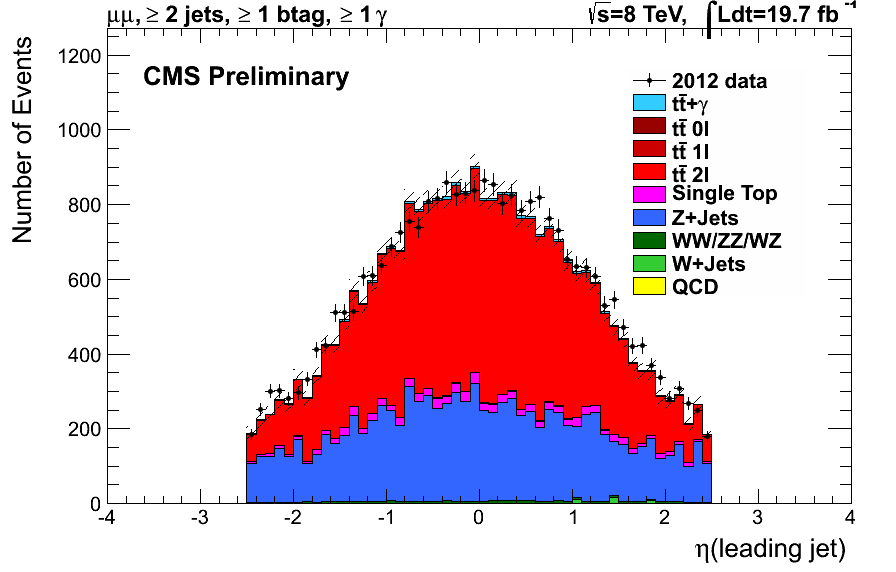 μμ, ≥ 2 jets, ≥ 1 btag, ≥ 1 γ
√s=8 TeV, ∫Ldt=19.7 fb⁻¹
CMS Preliminary
2012 data
tt̄+γ
tt̄ 0l
tt̄ 1l
tt̄ 2l
Single Top
Z+Jets
WW/ZZ/WZ
W+Jets
QCD
Number of Events
1200
1000
800
600
400
200
0
-4 -3 -2 -1 0 1 2 3 4
η(leading jet)